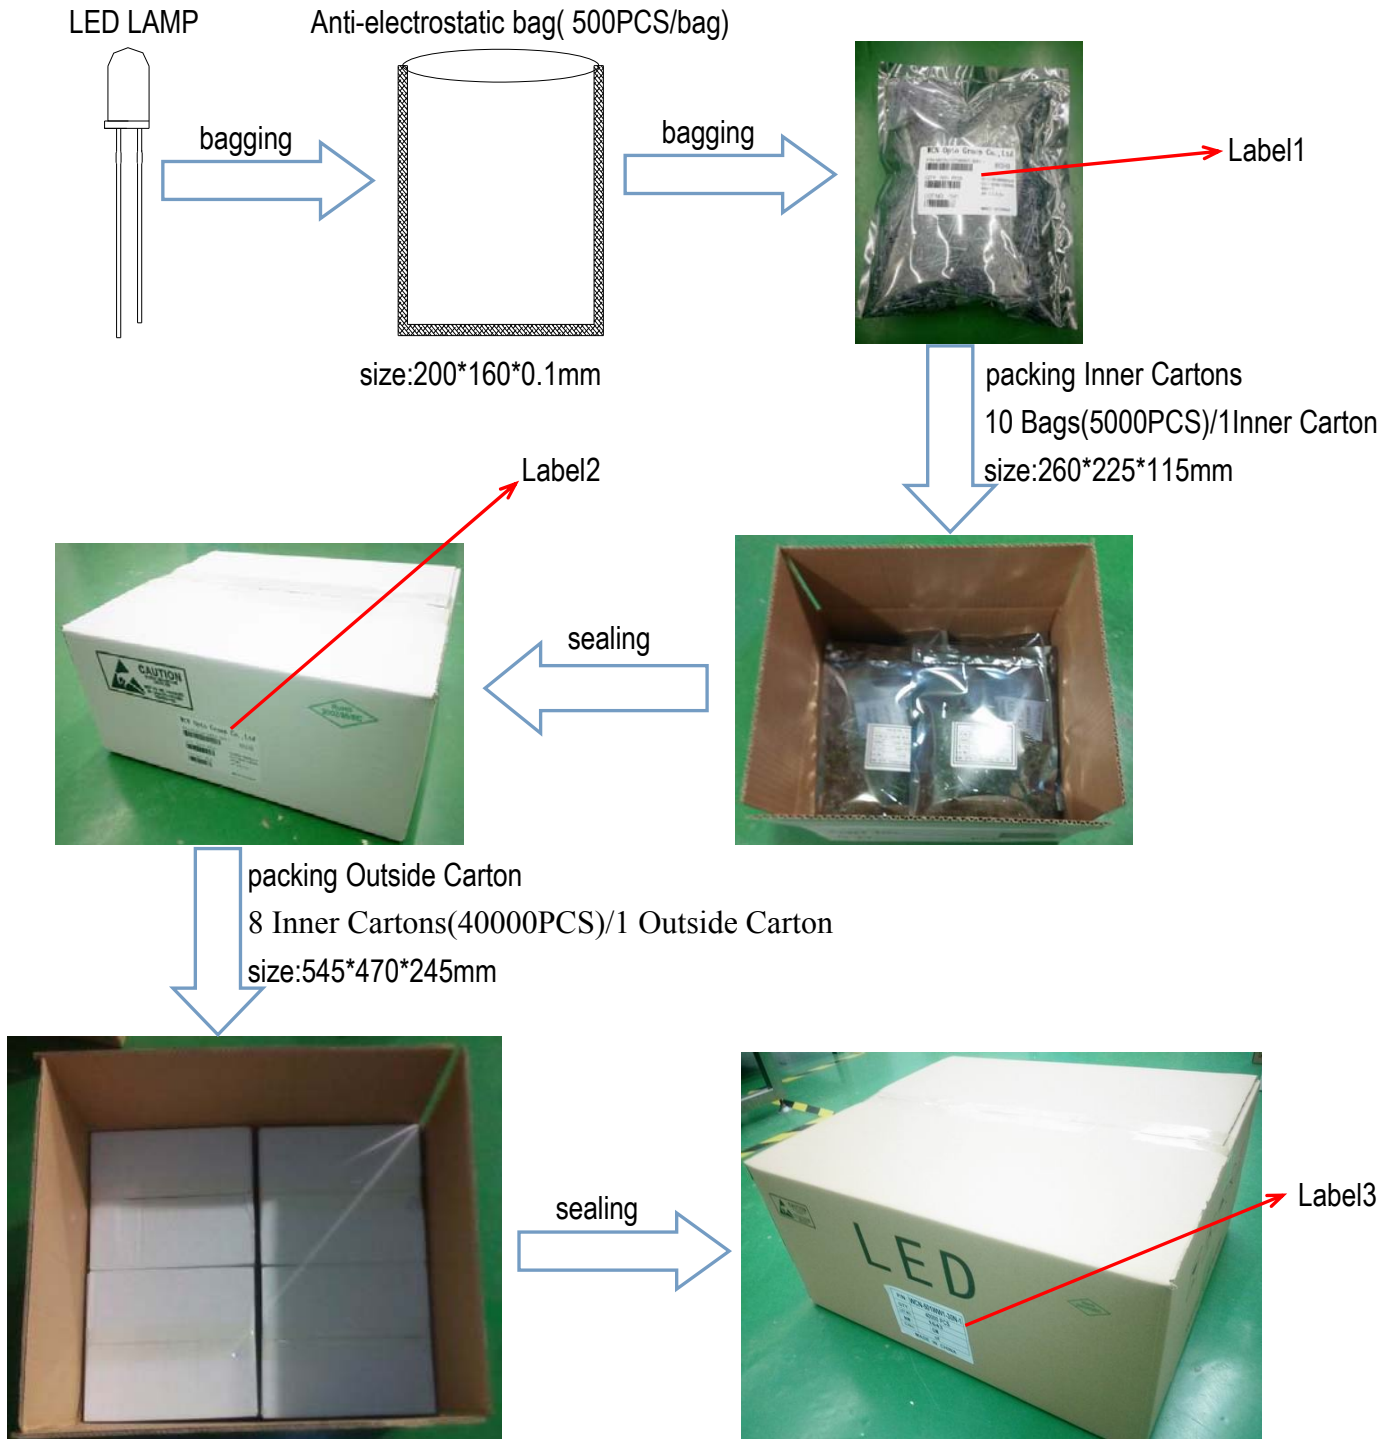 LED LAMP
Anti-electrostatic bag( 500PCS/bag)
bagging
bagging
Label1
size:200*160*0.1mm
packing Inner Cartons
10 Bags(5000PCS)/1Inner Carton
size:260*225*115mm
Label2
sealing
CAUTION
packing Outside Carton
8 Inner Cartons(40000PCS)/1 Outside Carton
size:545*470*245mm
sealing
Label3
LED